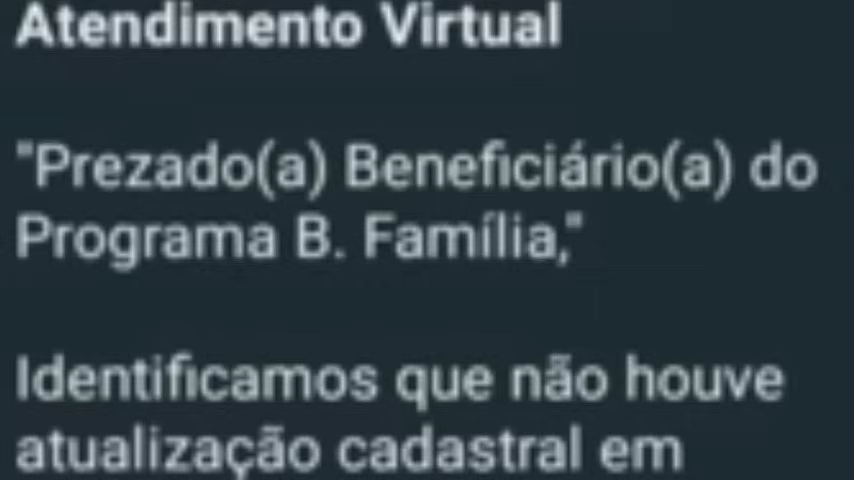 Atendimento Virtual
"Prezado(a) Beneficiário(a) do
Programa B. Família,"
Identificamos que não houve
atualização cadastral em